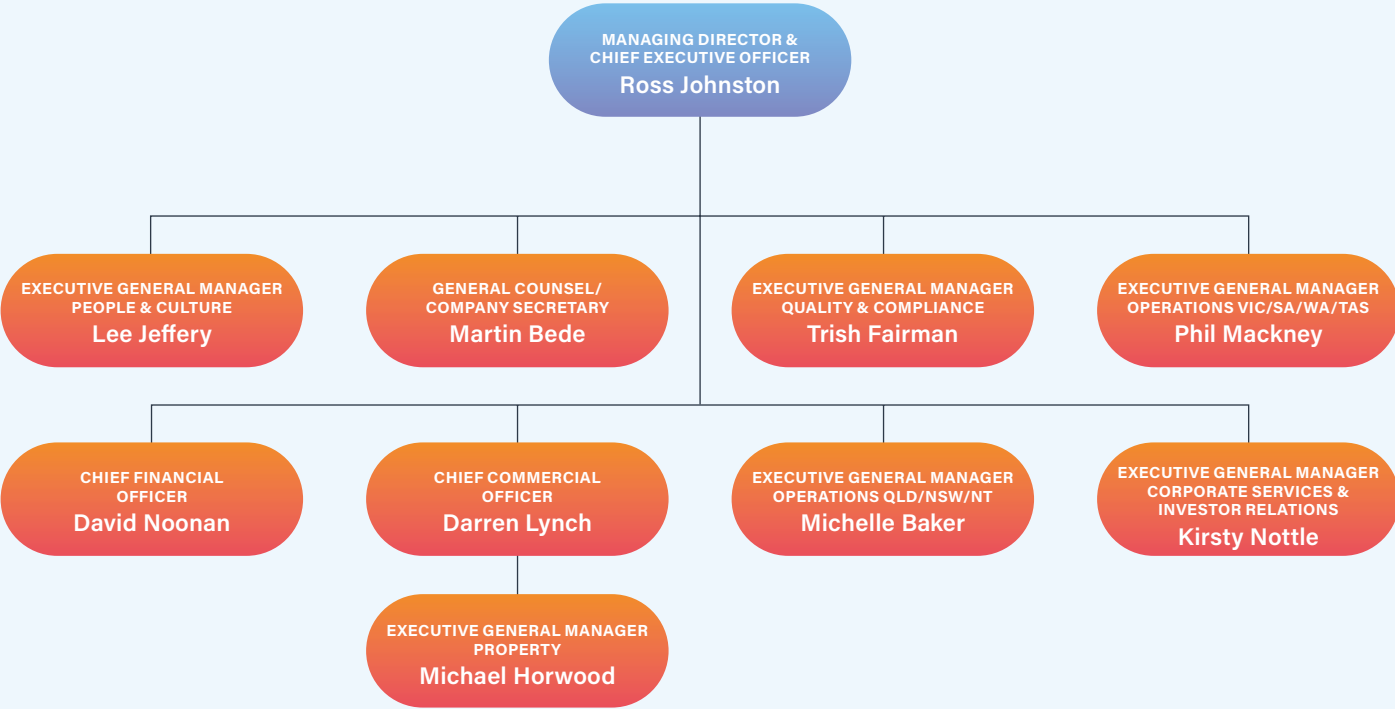 MANAGING DIRECTOR &
CHIEF EXECUTIVE OFFICER
Ross Johnston
EXECUTIVE GENERAL MANAGER
PEOPLE & CULTURE
Lee Jeffery
GENERAL COUNSEL/
COMPANY SECRETARY
Martin Bede
EXECUTIVE GENERAL MANAGER
QUALITY & COMPLIANCE
Trish Fairman
EXECUTIVE GENERAL MANAGER
OPERATIONS VIC/SA/WA/TAS
Phil Mackney
CHIEF FINANCIAL
OFFICER
David Noonan
CHIEF COMMERCIAL
OFFICER
Darren Lynch
EXECUTIVE GENERAL MANAGER
OPERATIONS QLD/NSW/NT
Michelle Baker
EXECUTIVE GENERAL MANAGER
CORPORATE SERVICES &
INVESTOR RELATIONS
Kirsty Nottle
EXECUTIVE GENERAL MANAGER
PROPERTY
Michael Horwood